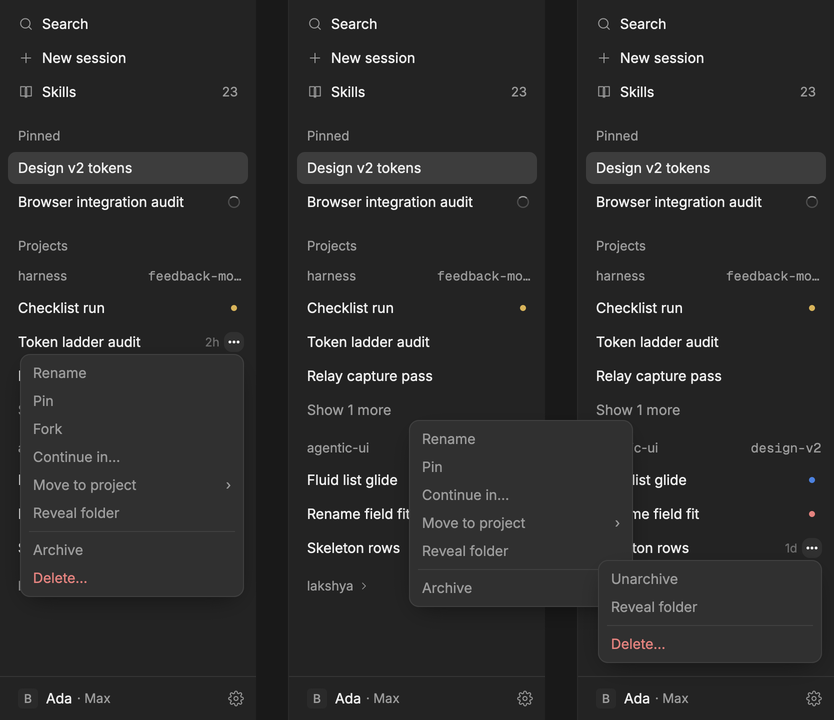 Search
New session
Skills 23
Pinned
Design v2 tokens
Browser integration audit
Projects
harness feedback-mo…
Checklist run
Token ladder audit 2h
Rename
Pin
Fork
Continue in...
Move to project
Reveal folder
Archive
Delete...
B Ada · Max
Search
New session
Skills 23
Pinned
Design v2 tokens
Browser integration audit
Projects
harness feedback-mo…
Checklist run
Token ladder audit
Relay capture pass
Show 1 more
agentic-ui
Fluid list glide
Rename field fit
Skeleton rows
lakshya
Rename
Pin
Continue in...
Move to project
Reveal folder
Archive
B Ada · Max
Search
New session
Skills 23
Pinned
Design v2 tokens
Browser integration audit
Projects
harness feedback-mo…
Checklist run
Token ladder audit
Relay capture pass
Show 1 more
c-ui design-v2
list glide
me field fit
ton rows 1d
Unarchive
Reveal folder
Delete...
B Ada · Max